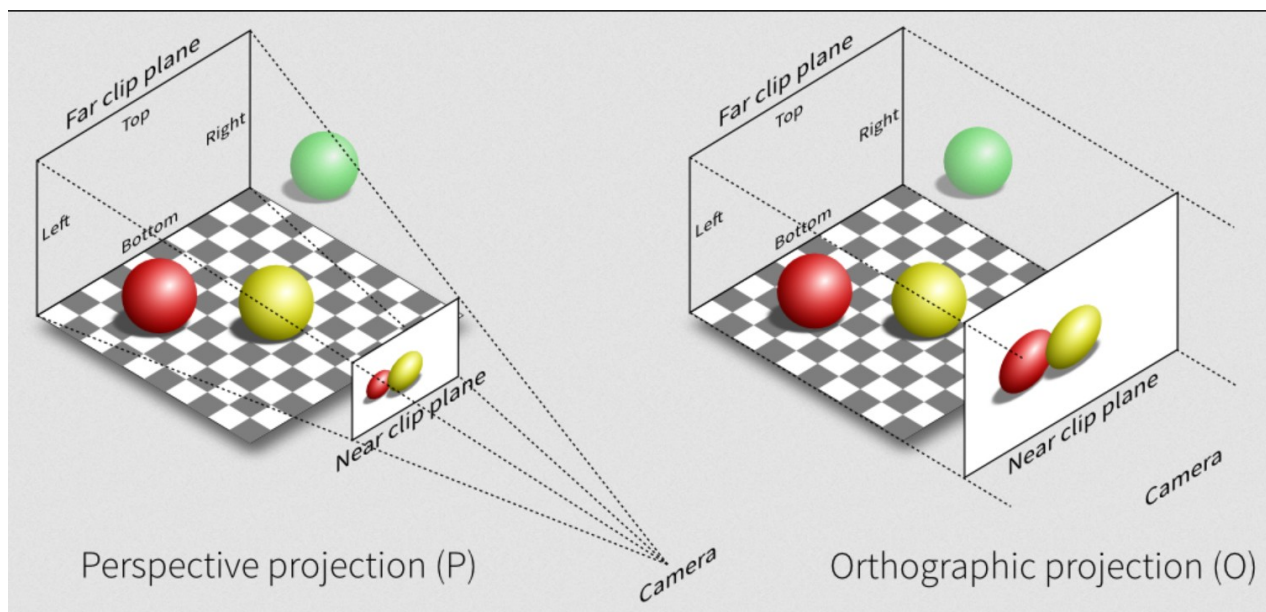 Far clip plane
Top
Right
Left
Bottom
Near clip plane
Camera
Perspective projection (P)
Far clip plane
Top
Right
Left
Bottom
Near clip plane
Camera
Orthographic projection (O)